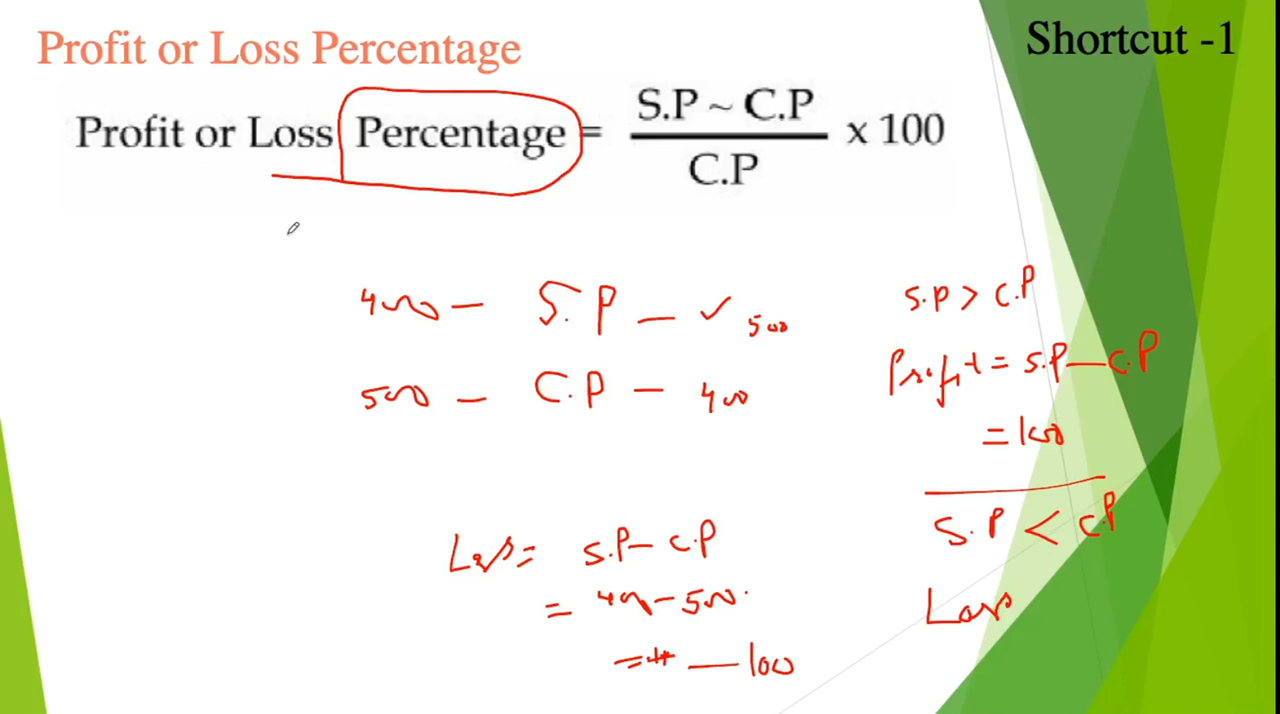 Profit or Loss Percentage
Shortcut -1
Profit or Loss Percentage = S.P ~ C.P / C.P x 100
400 — S.P — ✓ 500
500 — C.P — 400
S.P > C.P
Profit = S.P — C.P
= 100
S.P < C.P
Loss
Loss = S.P — C.P
= 400 — 500.
= — 100